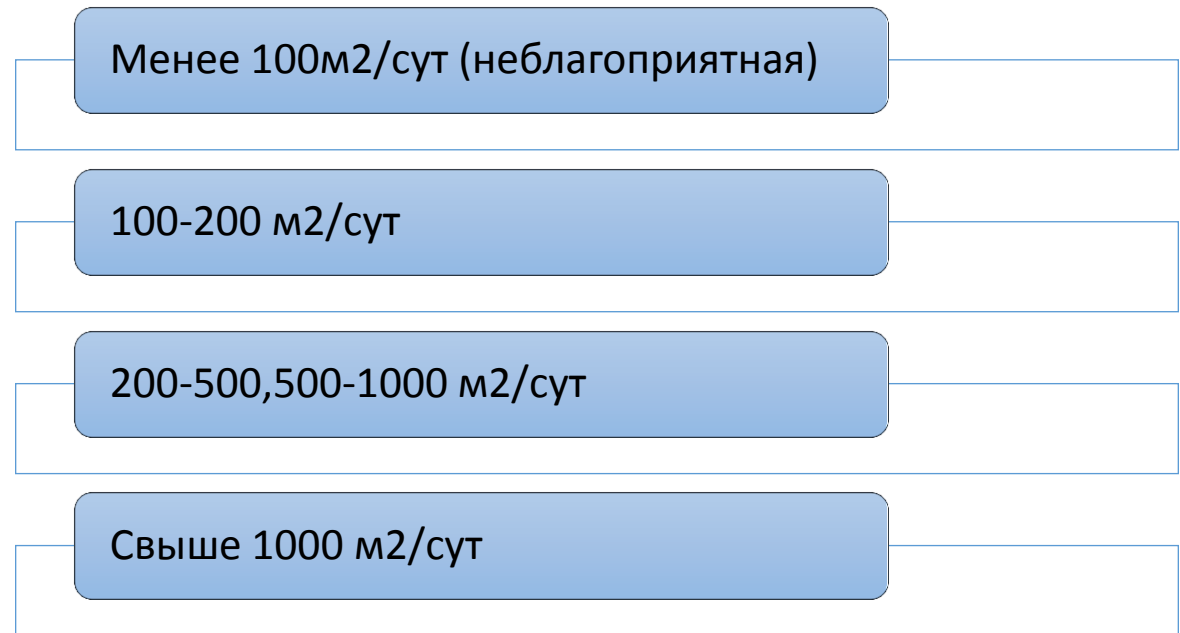 Менее 100м2/сут (неблагоприятная)
100-200 м2/сут
200-500,500-1000 м2/сут
Свыше 1000 м2/сут